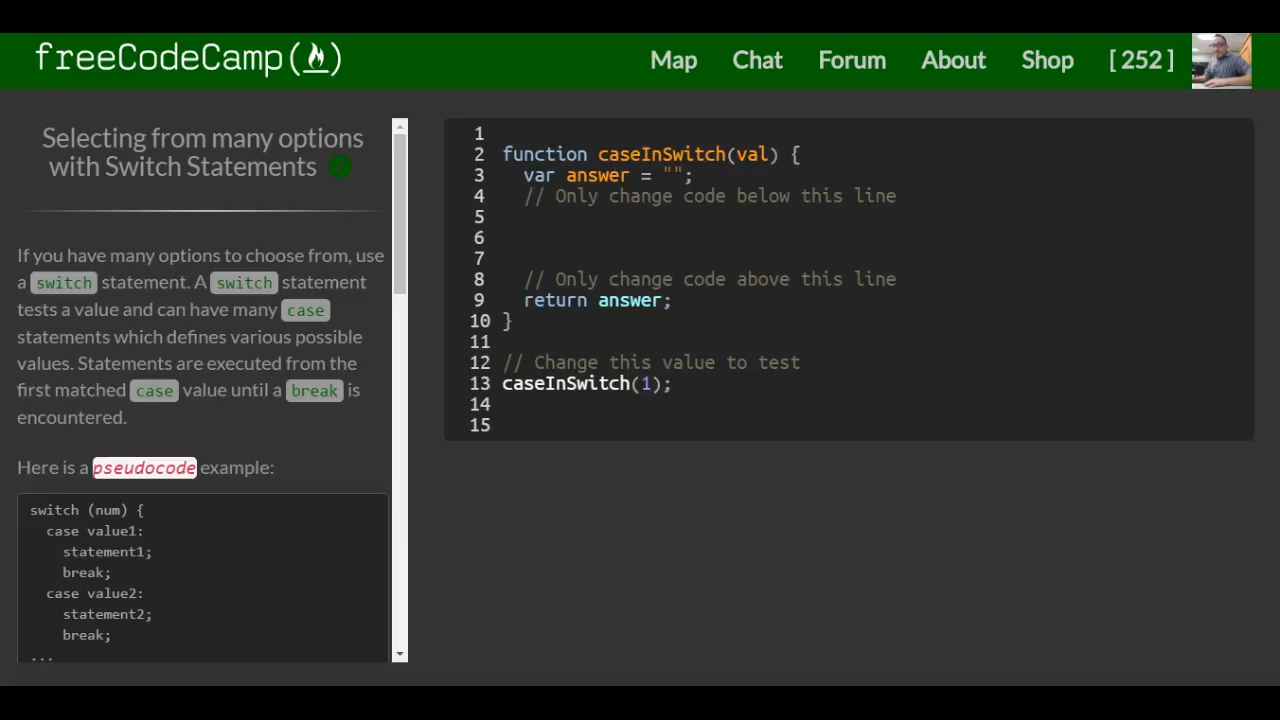 freeCodeCamp(🔥)
Map Chat Forum About Shop [ 252 ]
Selecting from many options
with Switch Statements
If you have many options to choose from, use
a switch statement. A switch statement
tests a value and can have many case
statements which defines various possible
values. Statements are executed from the
first matched case value until a break is
encountered.
Here is a pseudocode example:
switch (num) {
  case value1:
    statement1;
    break;
  case value2:
    statement2;
    break;
...
1
2 function caseInSwitch(val) {
3   var answer = "";
4   // Only change code below this line
5
6
7
8   // Only change code above this line
9   return answer;
10 }
11
12 // Change this value to test
13 caseInSwitch(1);
14
15